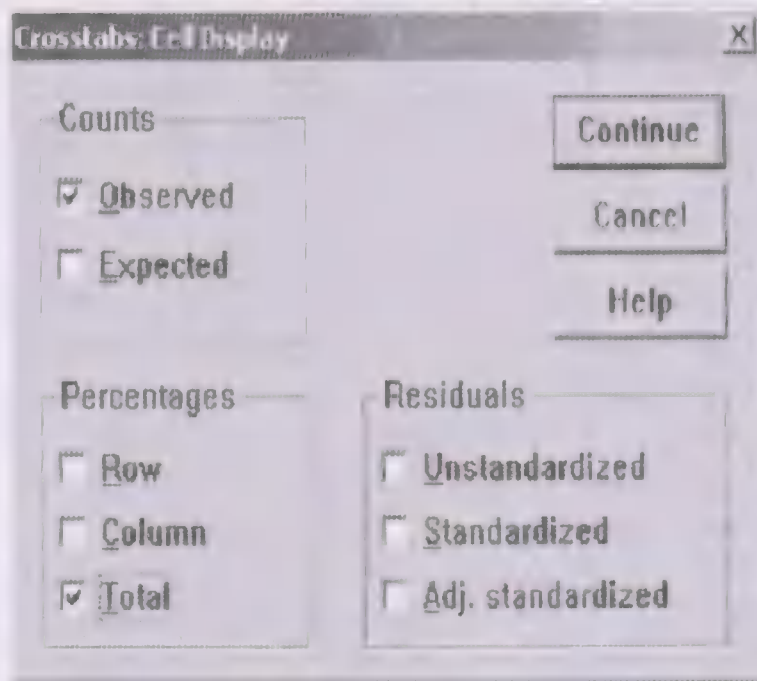 Crosstabs: Cell Display
Counts
Observed
Expected
Continue
Cancel
Help
Percentages
Row
Column
Total
Residuals
Unstandardized
Standardized
Adj. standardized